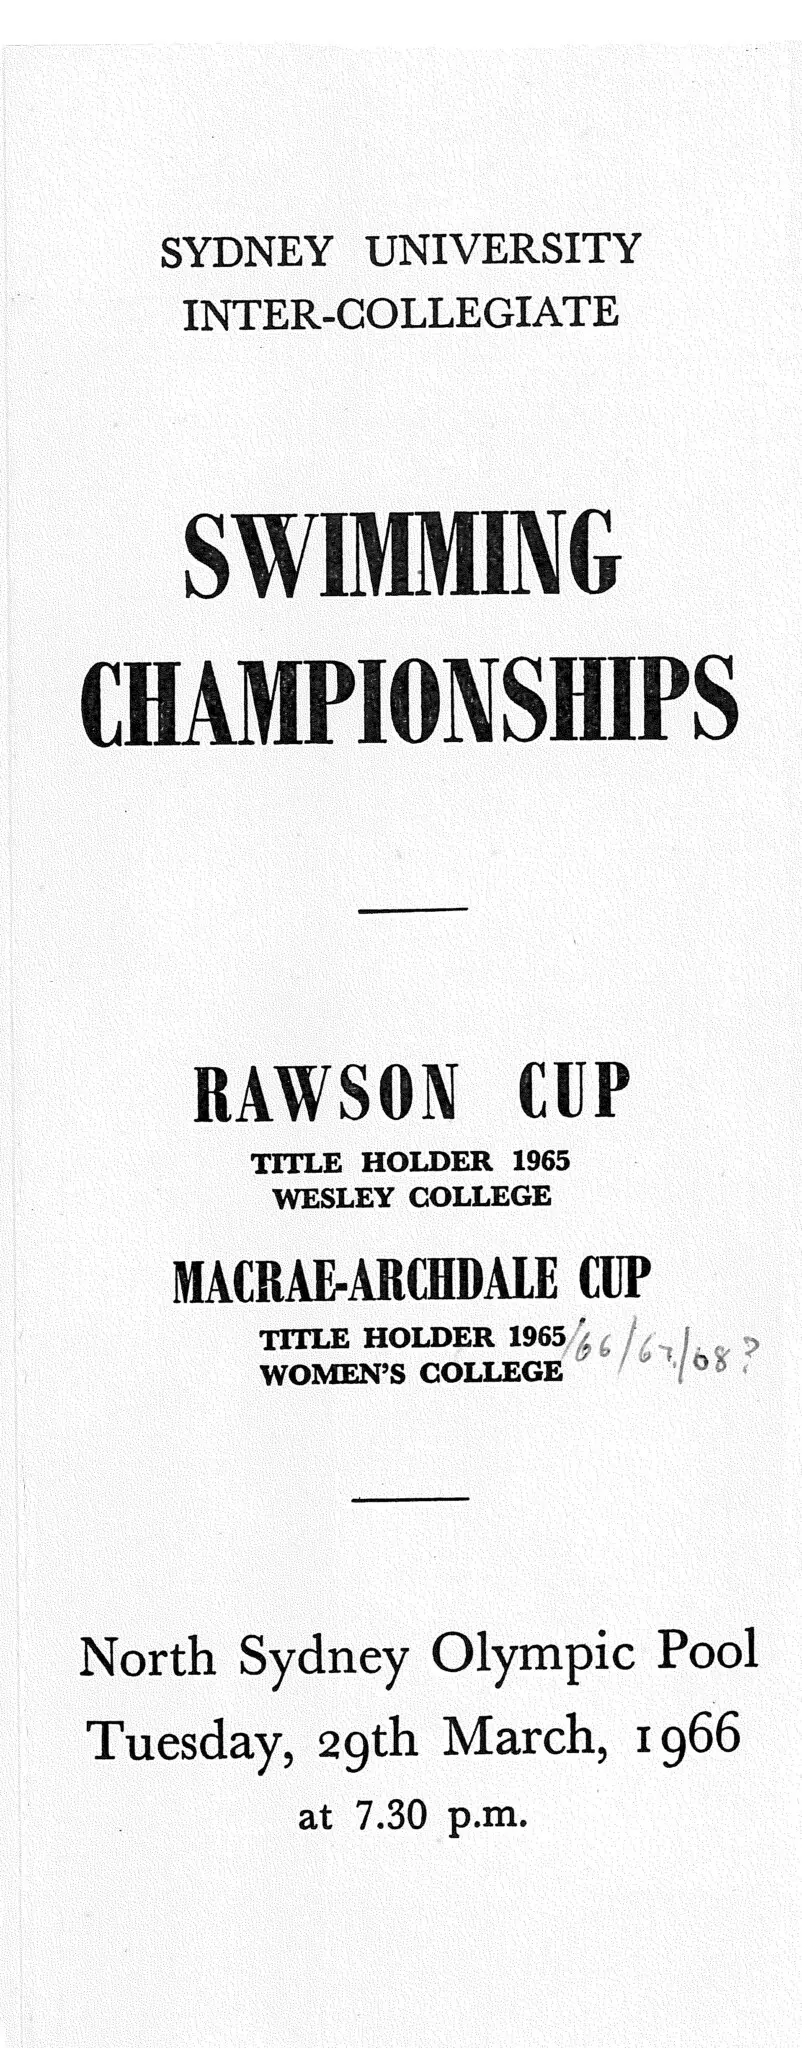 SYDNEY UNIVERSITY
INTER-COLLEGIATE
SWIMMING
CHAMPIONSHIPS
RAWSON CUP
TITLE HOLDER 1965
WESLEY COLLEGE
MACRAE-ARCHDALE CUP
TITLE HOLDER 1965/66/67/68?
WOMEN'S COLLEGE
North Sydney Olympic Pool
Tuesday, 29th March, 1966
at 7.30 p.m.